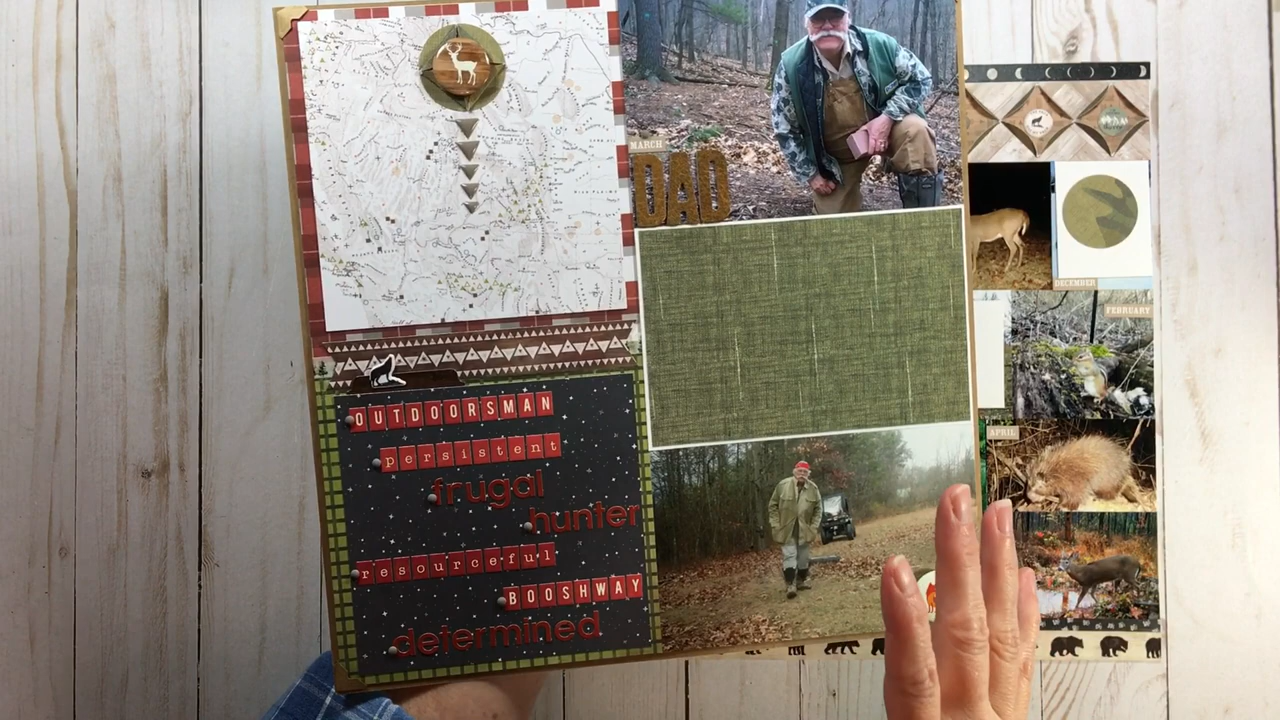 MARCH
DAD
OUTDOORSMAN
persistent
frugal
hunter
resourceful
BOOSHWAY
determined
DECEMBER
FEBRUARY
APRIL